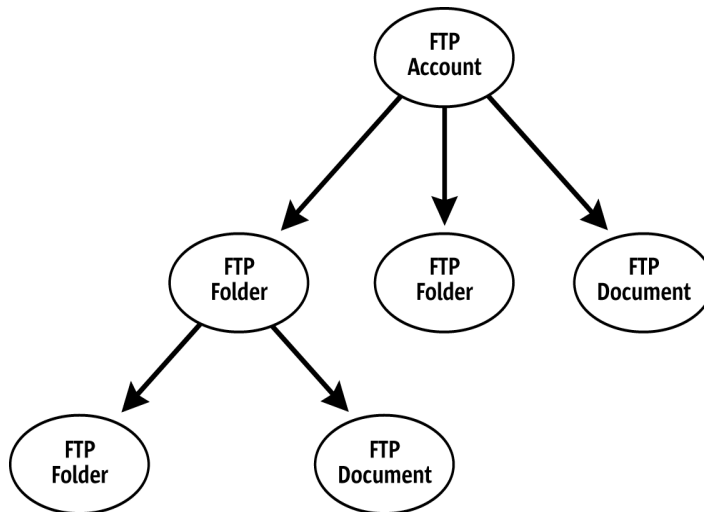 FTP
Account
FTP
Folder
FTP
Folder
FTP
Document
FTP
Folder
FTP
Document